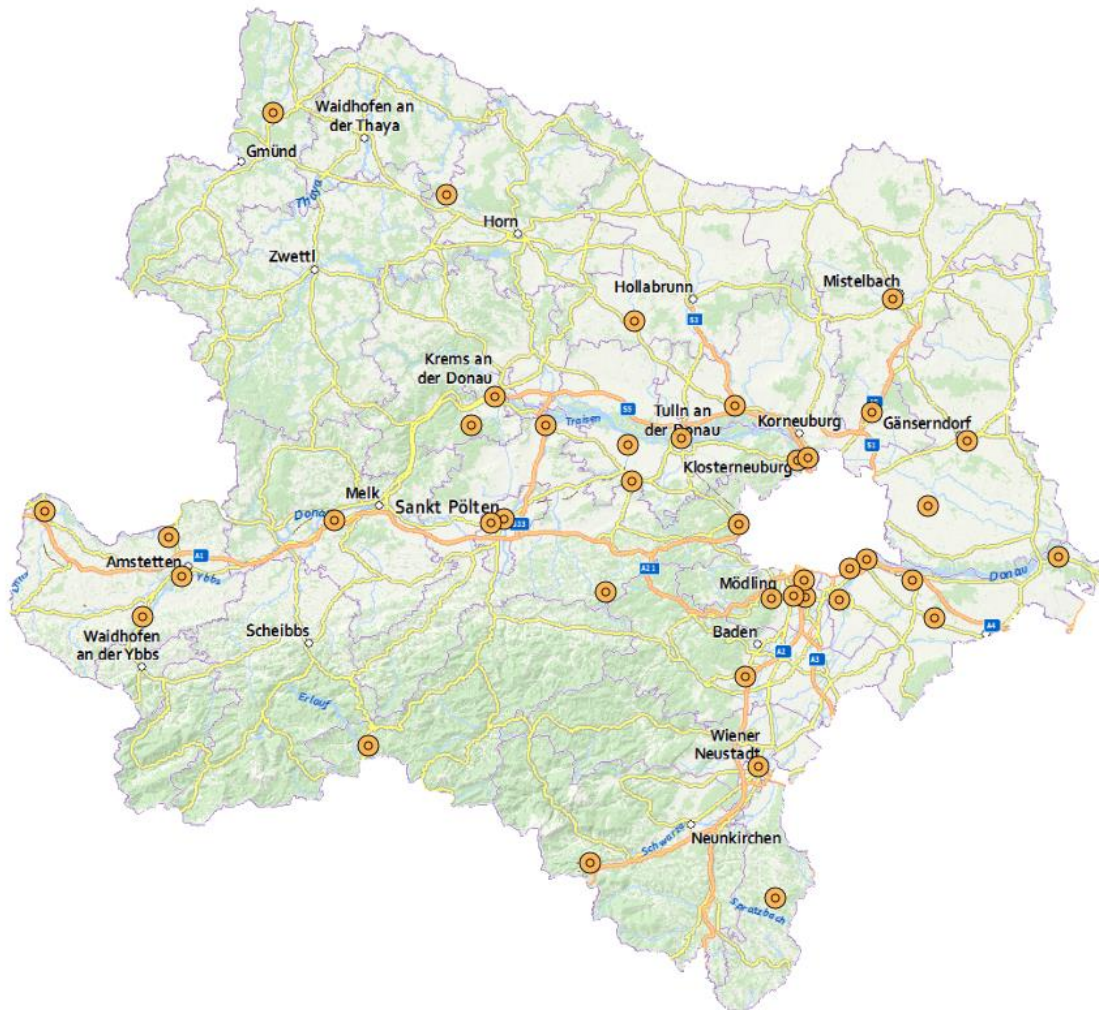 Waidhofen an
der Thaya
Gmünd
Thaya
Horn
Zwettl
Mistelbach
Hollabrunn
S3
Krems an
der Donau
S5
Traisen
Tulln an
der Donau
Korneuburg
Gänserndorf
S1
Klosterneuburg
Melk
Sankt Pölten
S33
Amstetten
A1
Ybbs
A21
Mödling
Donau
A4
Waidhofen
an der Ybbs
Scheibbs
Baden
A2
A3
Erlauf
Wiener
Neustadt
Schwarza
Neunkirchen
Spratzbach